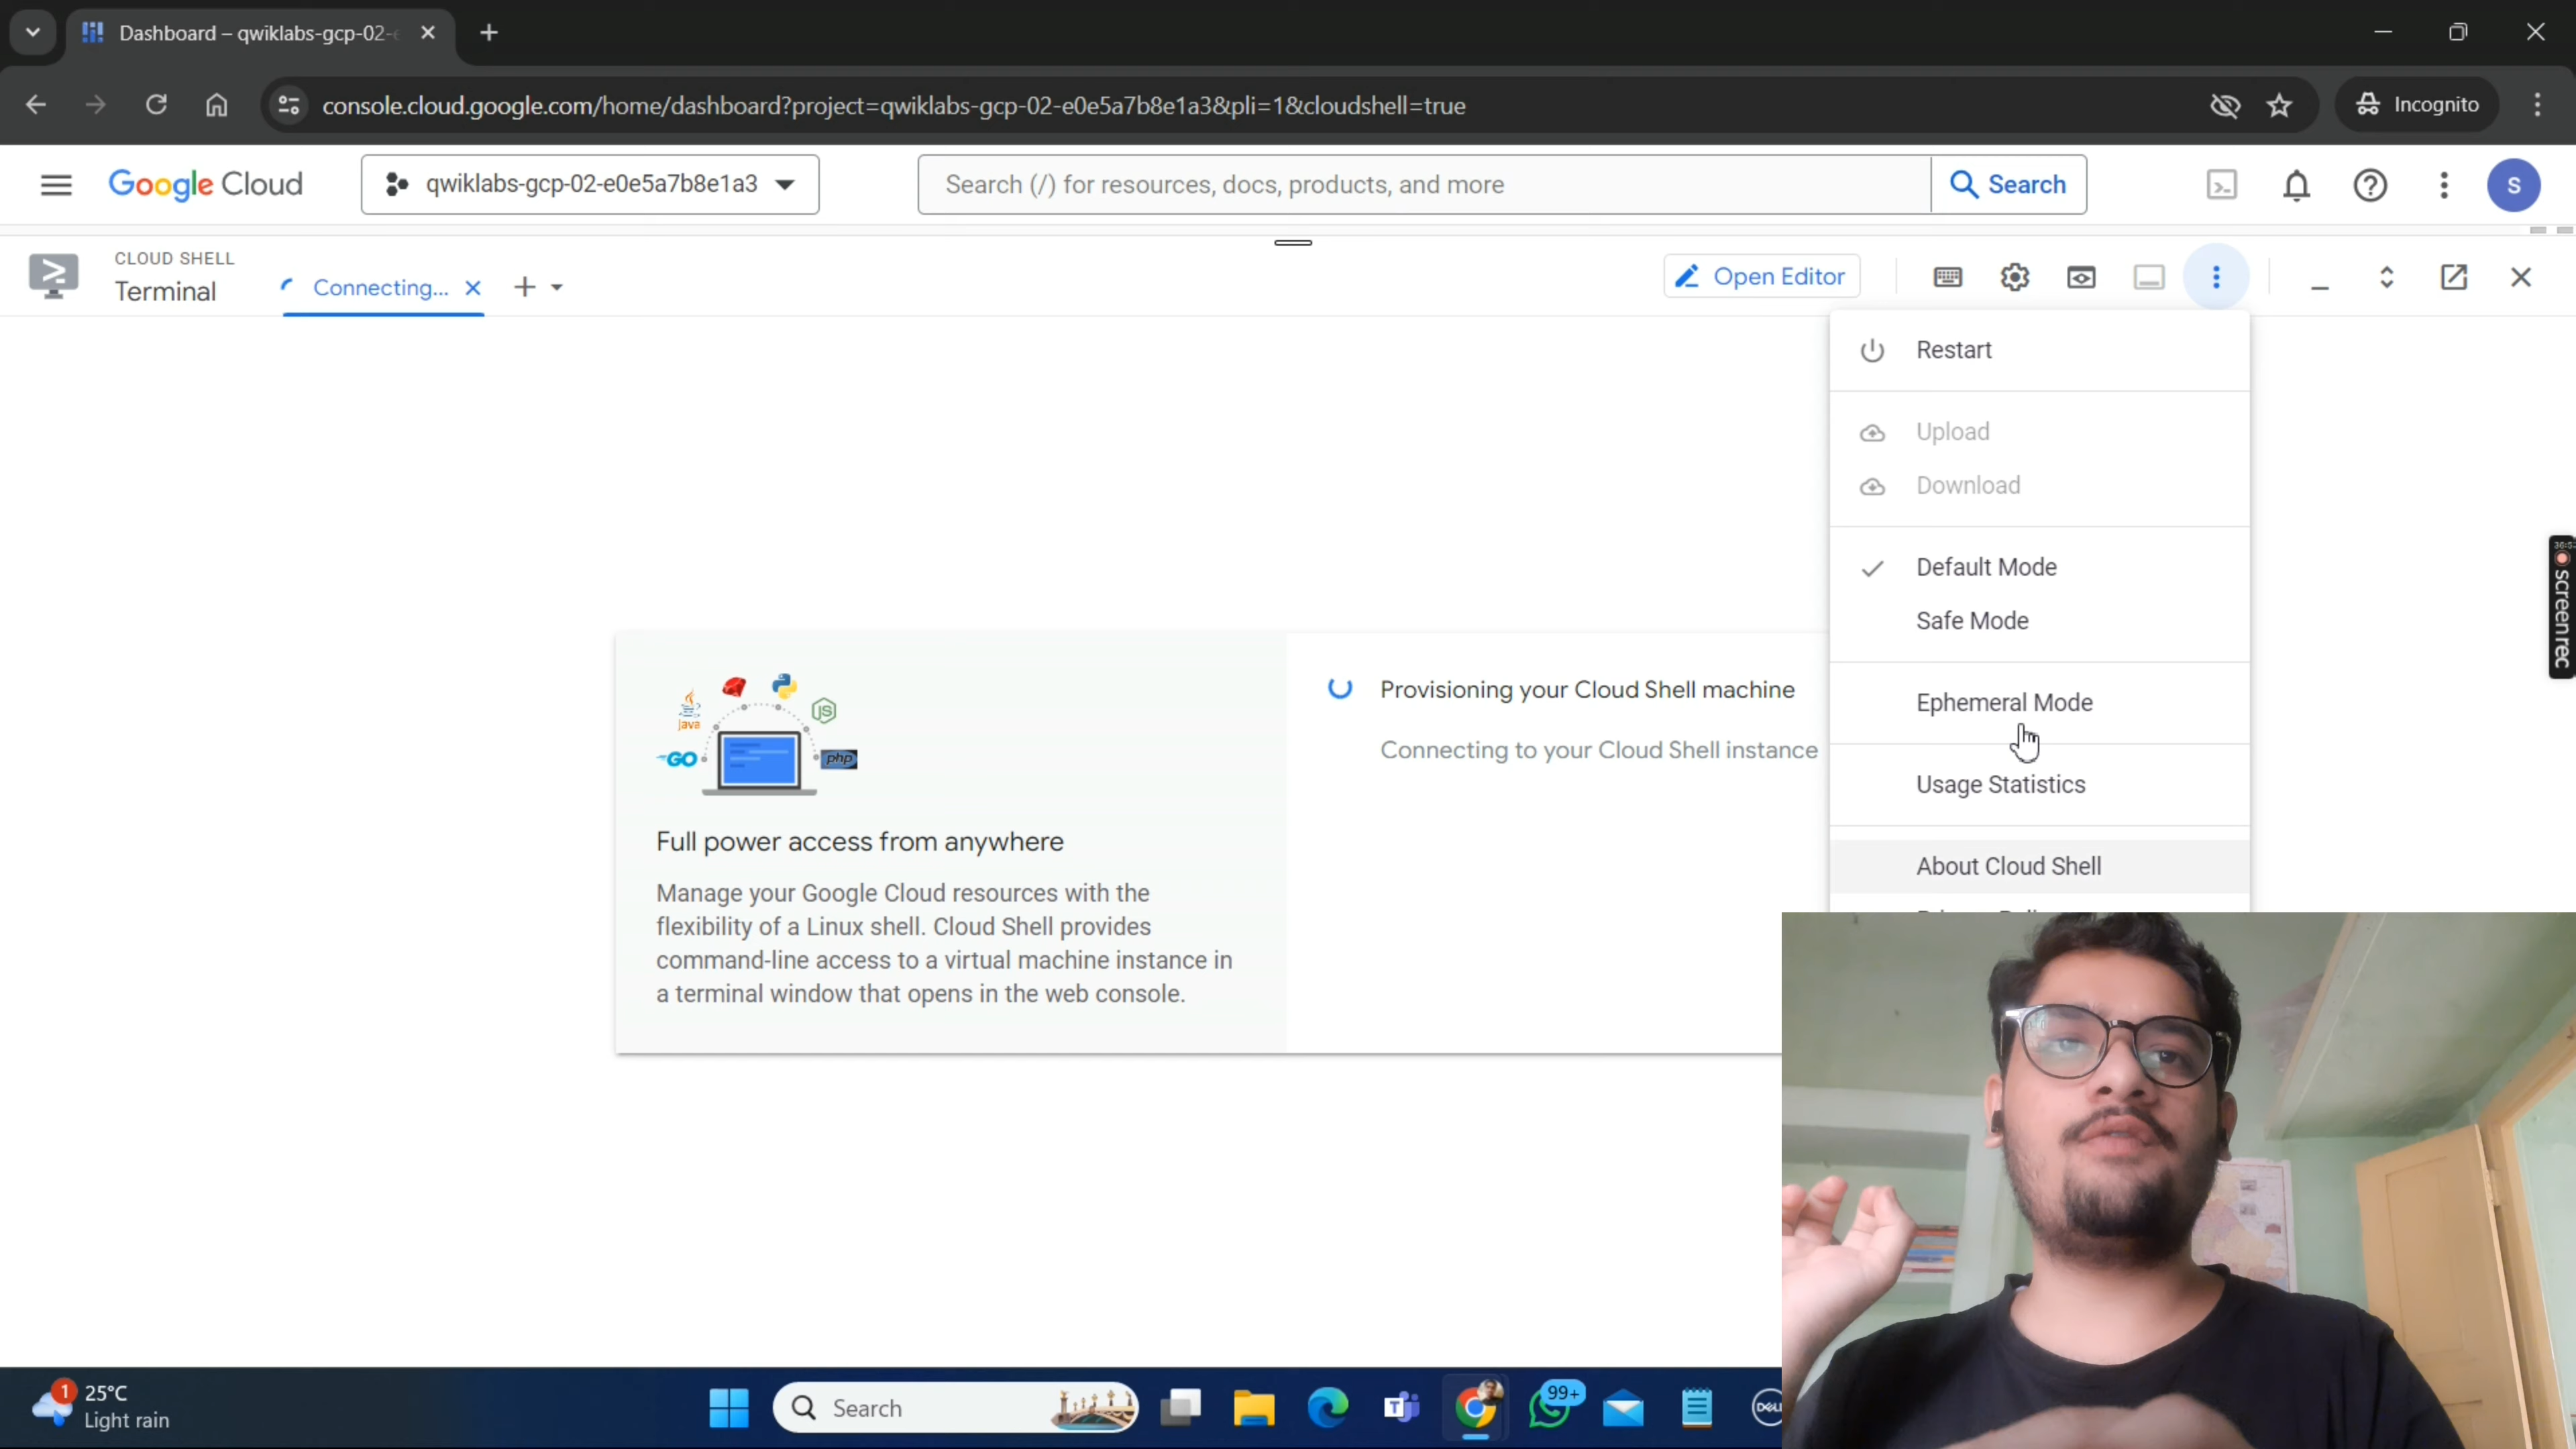 Dashboard – qwiklabs-gcp-02-
console.cloud.google.com/home/dashboard?project=qwiklabs-gcp-02-e0e5a7b8e1a3&pli=1&cloudshell=true
Incognito
Google Cloud
qwiklabs-gcp-02-e0e5a7b8e1a3
Search (/) for resources, docs, products, and more
Search
S
CLOUD SHELL
Terminal
Connecting...
Open Editor
Restart
Upload
Download
Default Mode
Safe Mode
Ephemeral Mode
Usage Statistics
About Cloud Shell
Provisioning your Cloud Shell machine
Connecting to your Cloud Shell instance
Java
GO
JS
php
Full power access from anywhere
Manage your Google Cloud resources with the
flexibility of a Linux shell. Cloud Shell provides
command-line access to a virtual machine instance in
a terminal window that opens in the web console.
screenrec
1
25°C
Light rain
Search
T
99+
DELL